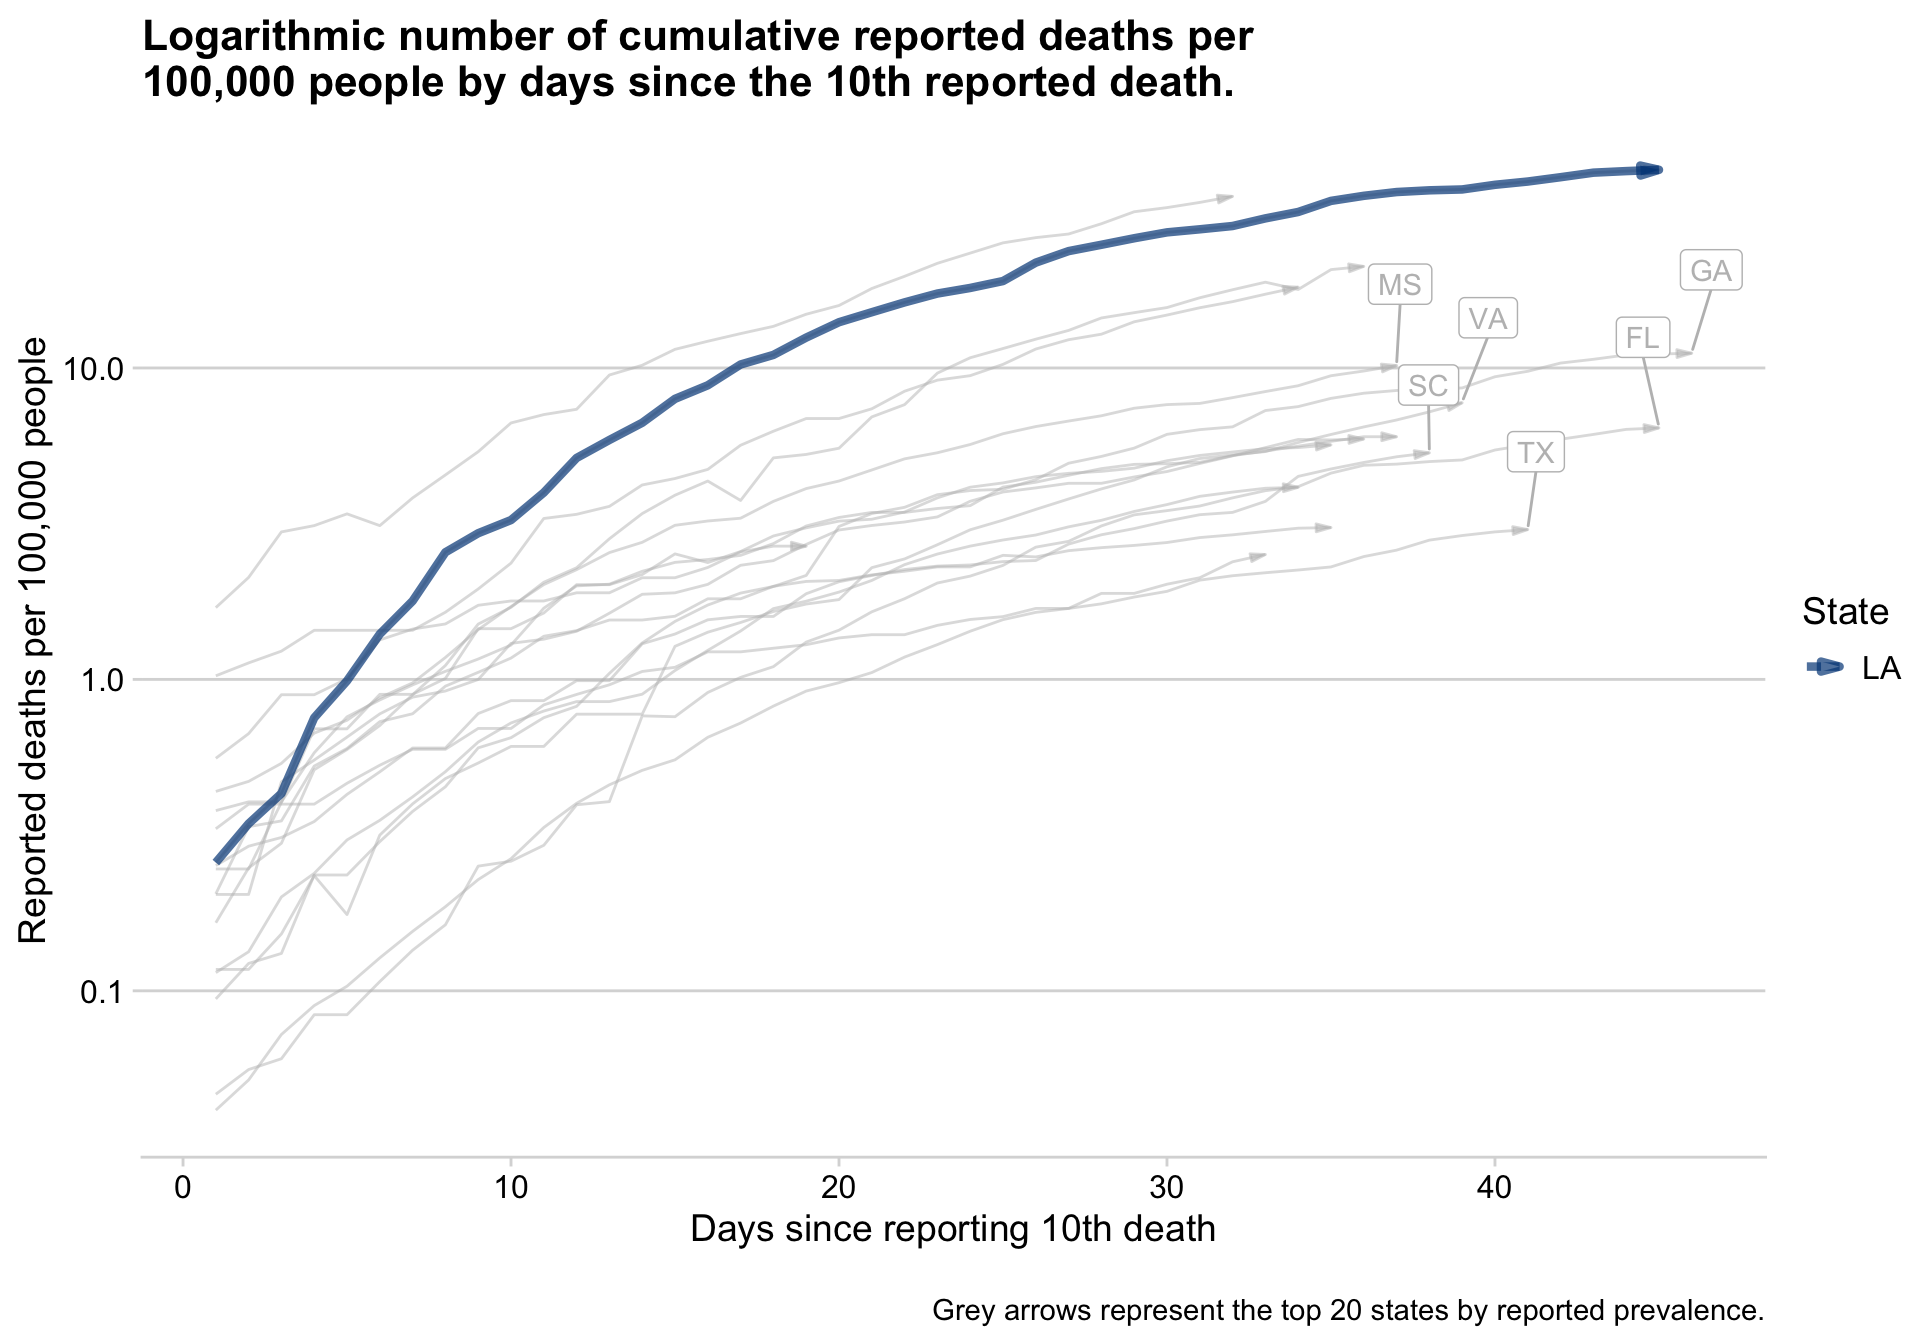 Logarithmic number of cumulative reported deaths per
100,000 people by days since the 10th reported death.
Reported deaths per 100,000 people
10.0
1.0
0.1
MS
VA
GA
FL
SC
TX
State
LA
0
10
20
30
40
Days since reporting 10th death
Grey arrows represent the top 20 states by reported prevalence.